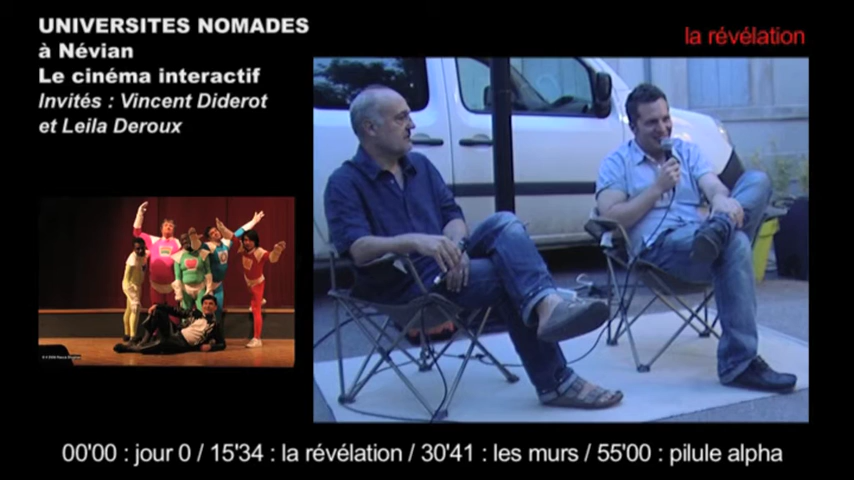 UNIVERSITES NOMADES
à Névian
Le cinéma interactif
Invités : Vincent Diderot
et Leila Deroux
la révélation
00'00 : jour 0 / 15'34 : la révélation / 30'41 : les murs / 55'00 : pilule alpha